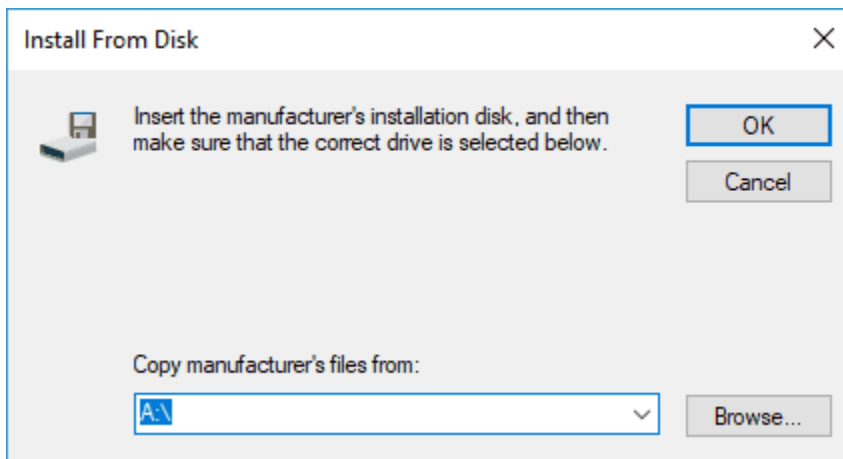 Install From Disk
Insert the manufacturer's installation disk, and then
make sure that the correct drive is selected below.
OK
Cancel
Copy manufacturer's files from:
A:\
Browse...